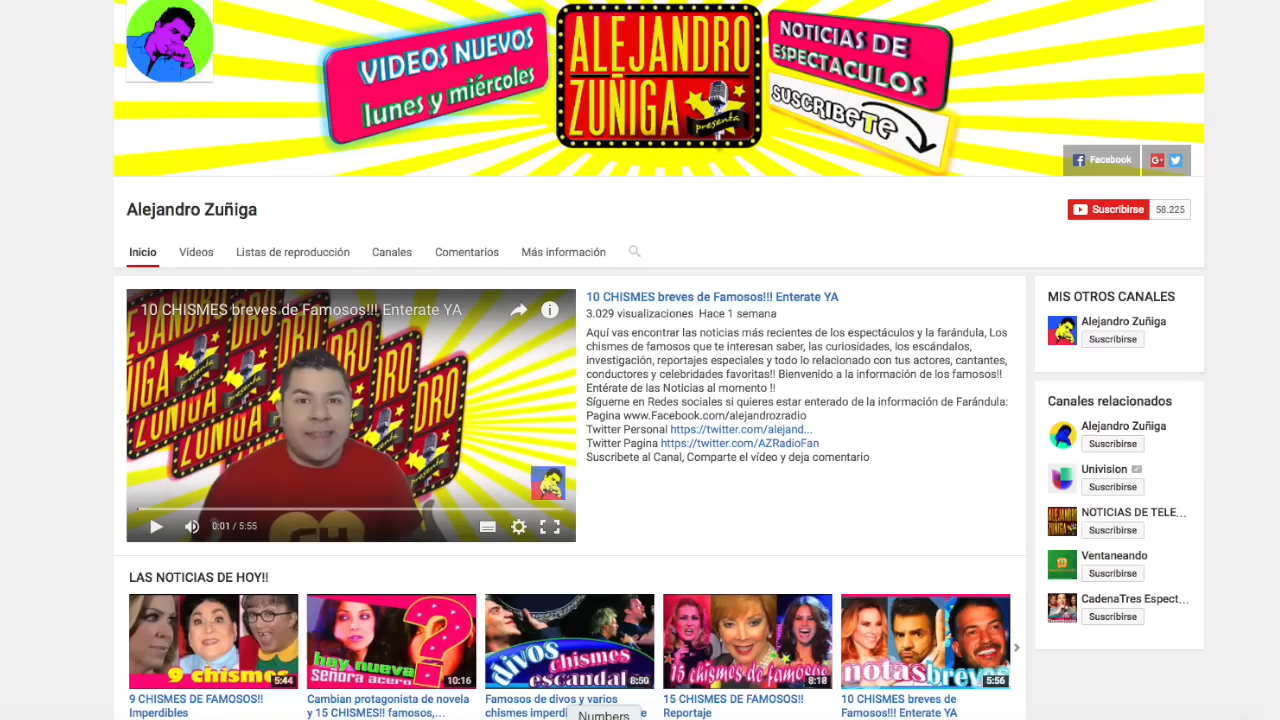 VIDEOS NUEVOS
lunes y miércoles
ALEJANDRO
ZUÑIGA
presenta
NOTICIAS DE
ESPECTACULOS
SUSCRIBETE
Facebook
Alejandro Zuñiga
Suscribirse 58.225
Inicio Vídeos Listas de reproducción Canales Comentarios Más información
10 CHISMES breves de Famosos!!! Enterate YA
0:01 / 5:55
10 CHISMES breves de Famosos!!! Enterate YA
3.029 visualizaciones Hace 1 semana
Aquí vas encontrar las noticias más recientes de los espectáculos y la farándula, Los
chismes de famosos que te interesan saber, las curiosidades, los escándalos,
investigación, reportajes especiales y todo lo relacionado con tus actores, cantantes,
conductores y celebridades favoritas!! Bienvenido a la información de los famosos!!
Entérate de las Noticias al momento !!
Sígueme en Redes sociales si quieres estar enterado de la información de Farándula:
Pagina www.Facebook.com/alejandrozradio
Twitter Personal https://twitter.com/alejand...
Twitter Pagina https://twitter.com/AZRadioFan
Suscribete al Canal, Comparte el vídeo y deja comentario
MIS OTROS CANALES
Alejandro Zuñiga
Suscribirse
Canales relacionados
Alejandro Zuñiga
Suscribirse
Univision
Suscribirse
NOTICIAS DE TELE...
Suscribirse
Ventaneando
Suscribirse
CadenaTres Espect...
Suscribirse
LAS NOTICIAS DE HOY!!
9 chismes
5:44
9 CHISMES DE FAMOSOS!!
Imperdibles
hay nueva
SEÑORA acero
10:16
Cambian protagonista de novela
y 15 CHISMES!! famosos,...
divos chismes
escandal
8:50
Famosos de divos y varios
chismes
15 chismes de famosos
8:18
15 CHISMES DE FAMOSOS!!
Reportaje
notas breves
5:56
10 CHISMES breves de
Famosos!!! Enterate YA
Numbers